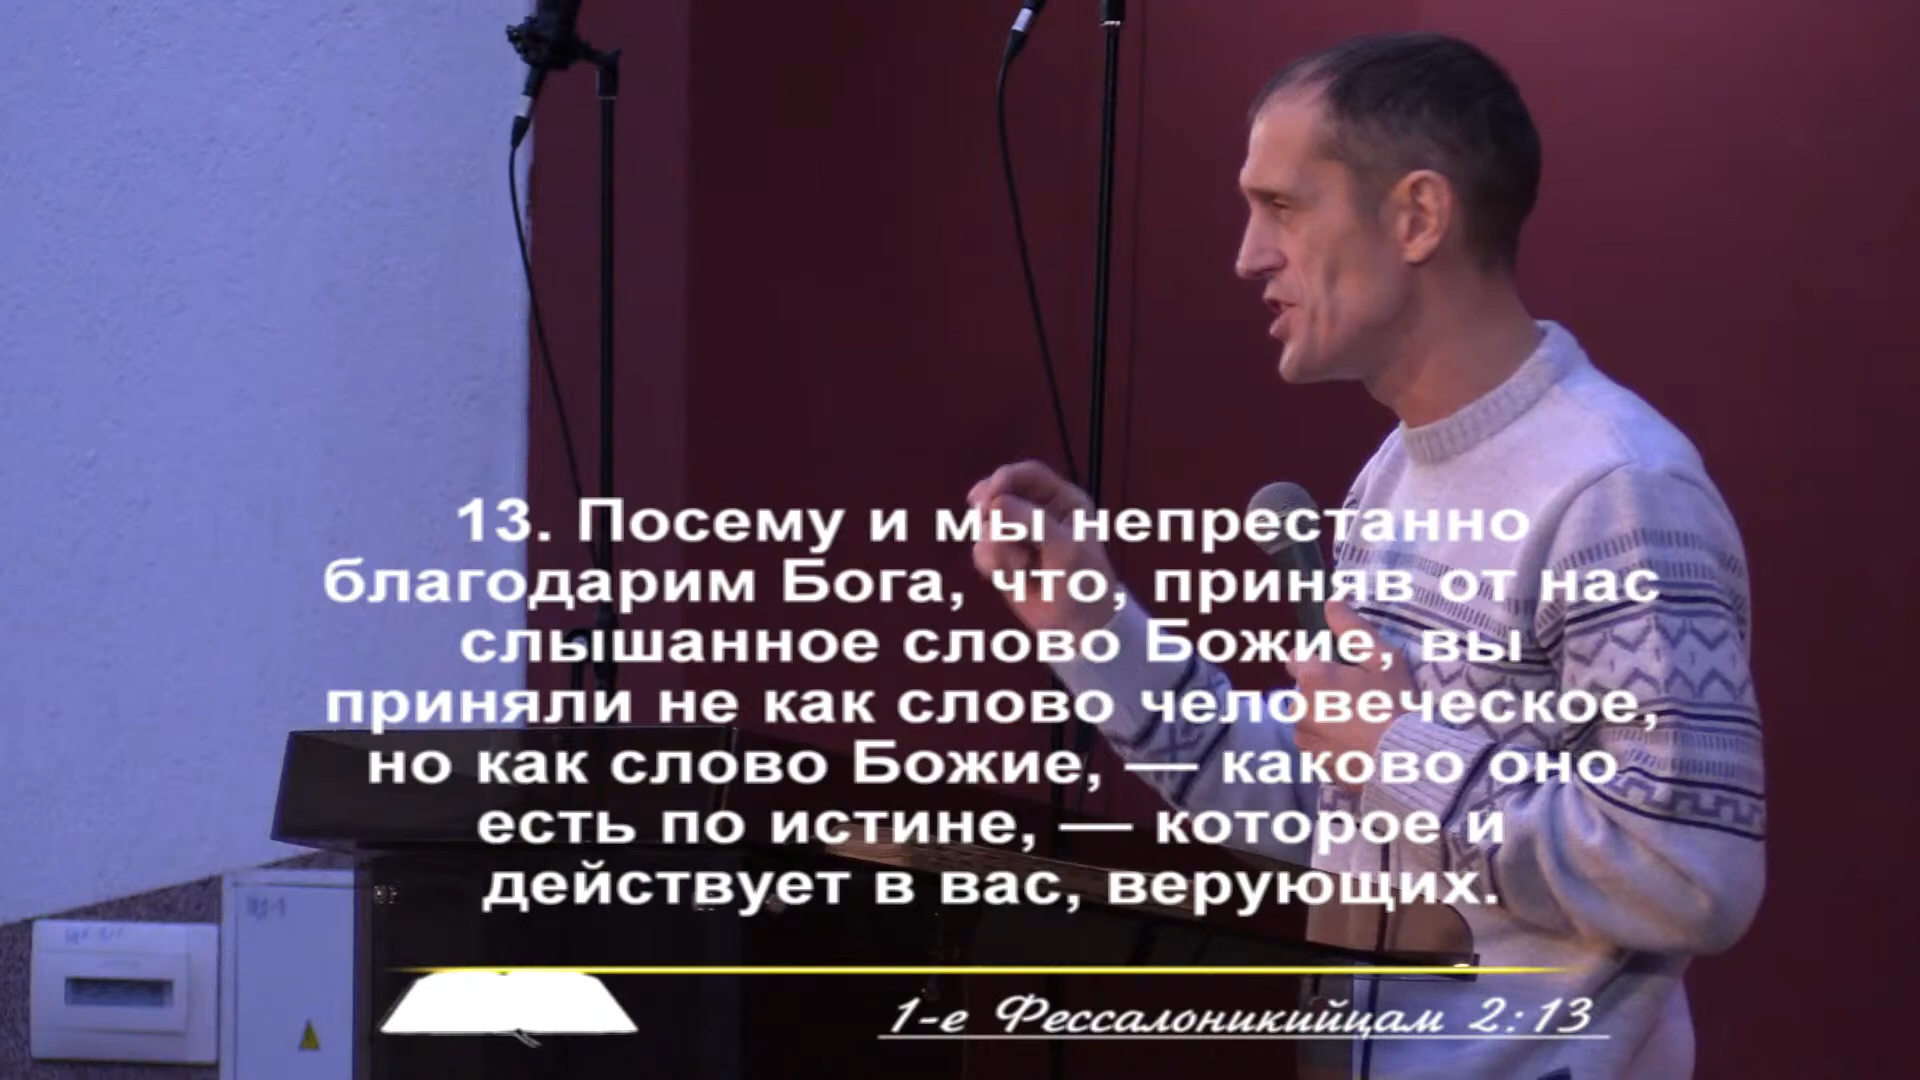 13. Посему и мы непрестанно
благодарим Бога, что, приняв от нас
слышанное слово Божие, вы
приняли не как слово человеческое,
но как слово Божие, — каково оно
есть по истине, — которое и
действует в вас, верующих.
1-е Фессалоникийцам 2:13